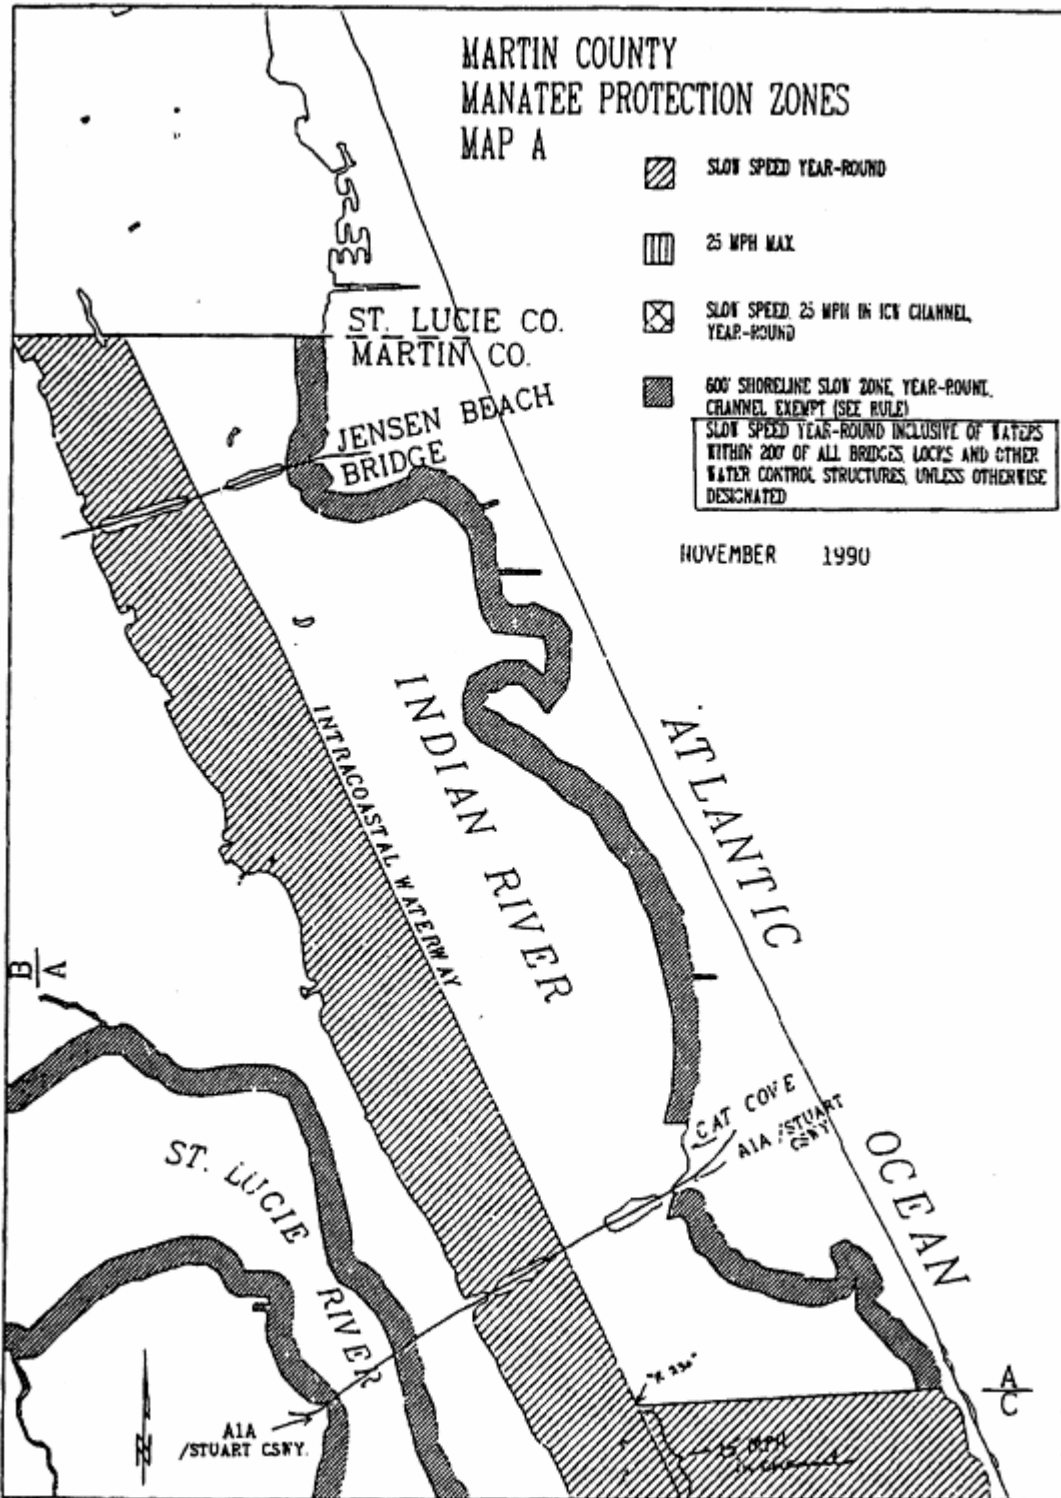 MARTIN COUNTY
MANATEE PROTECTION ZONES
MAP A
SLOW SPEED YEAR-ROUND
25 MPH MAX
SLOW SPEED, 25 MPH IN ICW CHANNEL,
YEAR-ROUND
600' SHORELINE SLOW ZONE, YEAR-ROUND,
CHANNEL EXEMPT (SEE RULE)
SLOW SPEED YEAR-ROUND INCLUSIVE OF WATERS
WITHIN 200' OF ALL BRIDGES, LOCKS AND OTHER
WATER CONTROL STRUCTURES, UNLESS OTHERWISE
DESIGNATED
NOVEMBER 1990
ST. LUCIE CO.
MARTIN CO.
JENSEN BEACH
BRIDGE
INDIAN RIVER
INTRACOASTAL WATERWAY
ATLANTIC
OCEAN
B
A
CAT COVE
A1A /STUART
CSWY
ST. LUCIE
RIVER
"R 230"
A
C
25 MPH
in channel
A1A
/STUART CSWY.
N